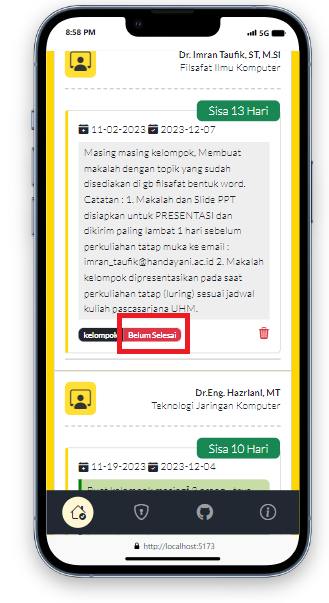 8:58 PM
5G
Dr. Imran Taufik, ST, M.SI
Filsafat Ilmu Komputer
Sisa 13 Hari
11-02-2023 2023-12-07
Masing masing kelompok, Membuat
makalah dengan topik yang sudah
disediakan di gb filsafat bentuk word.
Catatan : 1. Makalah dan Slide PPT
disiapkan untuk PRESENTASI dan
dikirim paling lambat 1 hari sebelum
perkuliahan tatap muka ke email :
imran_taufik@handayani.ac.id 2. Makalah
kelompok dipresentasikan pada saat
perkuliahan tatap (luring) sesuai jadwal
kuliah pascasarjana UHM.
kelompok Belum Selesai
Dr.Eng. Hazriani, MT
Teknologi Jaringan Komputer
Sisa 10 Hari
11-19-2023 2023-12-04
http://localhost:5173